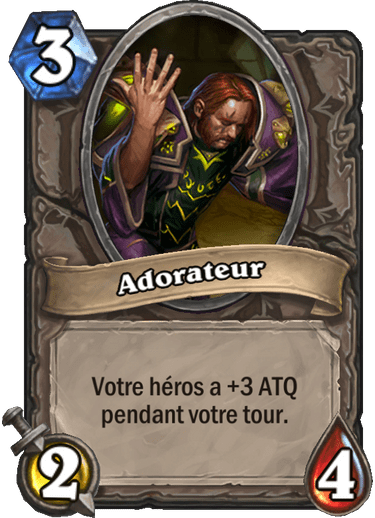 3
Adorateur
Votre héros a +3 ATQ
pendant votre tour.
2
4